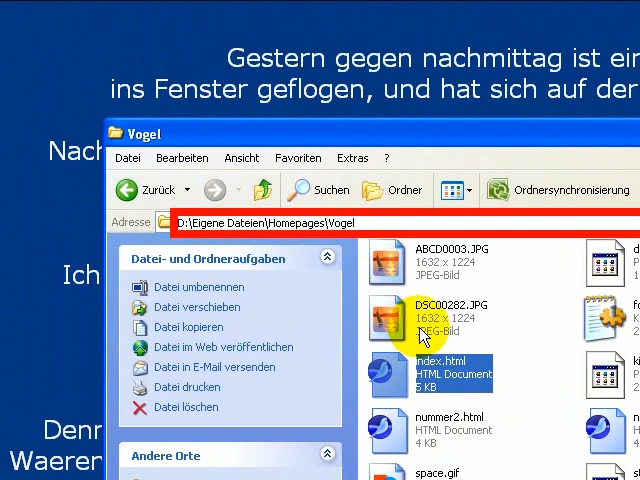 Gestern gegen nachmittag ist
ins Fenster geflogen, und hat sich auf der
Nach
Ich
Denn
Waeren
Vogel
Datei Bearbeiten Ansicht Favoriten Extras ?
Zurück Suchen Ordner Ordnersynchronisierung
Adresse D:\Eigene Dateien\Homepages\Vogel
Datei- und Ordneraufgaben
Datei umbenennen
Datei verschieben
Datei kopieren
Datei im Web veröffentlichen
Datei in E-Mail versenden
Datei drucken
Datei löschen
Andere Orte
ABCD0003.JPG
1632 x 1224
JPEG-Bild
DSC00282.JPG
1632 x 1224
JPEG-Bild
index.html
HTML Document
5 KB
nummer2.html
HTML Document
4 KB
space.gif